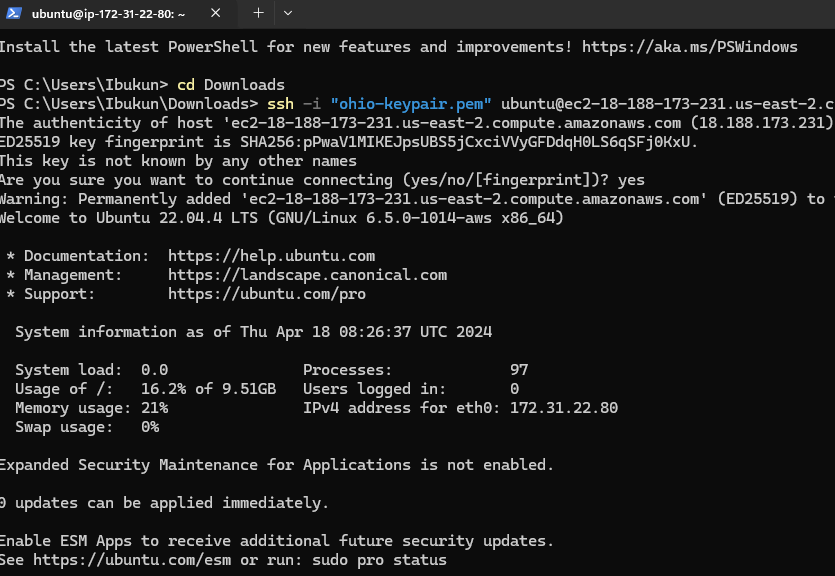 ubuntu@ip-172-31-22-80: ~
Install the latest PowerShell for new features and improvements! https://aka.ms/PSWindows
PS C:\Users\Ibukun> cd Downloads
PS C:\Users\Ibukun\Downloads> ssh -i "ohio-keypair.pem" ubuntu@ec2-18-188-173-231.us-east-2.c
The authenticity of host 'ec2-18-188-173-231.us-east-2.compute.amazonaws.com (18.188.173.231)
ED25519 key fingerprint is SHA256:pPwaV1MIKEJpsUBS5jCxciVVyGFDdqH0LS6qSFj0KxU.
This key is not known by any other names
Are you sure you want to continue connecting (yes/no/[fingerprint])? yes
Warning: Permanently added 'ec2-18-188-173-231.us-east-2.compute.amazonaws.com' (ED25519) to
Welcome to Ubuntu 22.04.4 LTS (GNU/Linux 6.5.0-1014-aws x86_64)
* Documentation: https://help.ubuntu.com
* Management: https://landscape.canonical.com
* Support: https://ubuntu.com/pro
System information as of Thu Apr 18 08:26:37 UTC 2024
System load: 0.0 Processes: 97
Usage of /: 16.2% of 9.51GB Users logged in: 0
Memory usage: 21% IPv4 address for eth0: 172.31.22.80
Swap usage: 0%
Expanded Security Maintenance for Applications is not enabled.
0 updates can be applied immediately.
Enable ESM Apps to receive additional future security updates.
See https://ubuntu.com/esm or run: sudo pro status